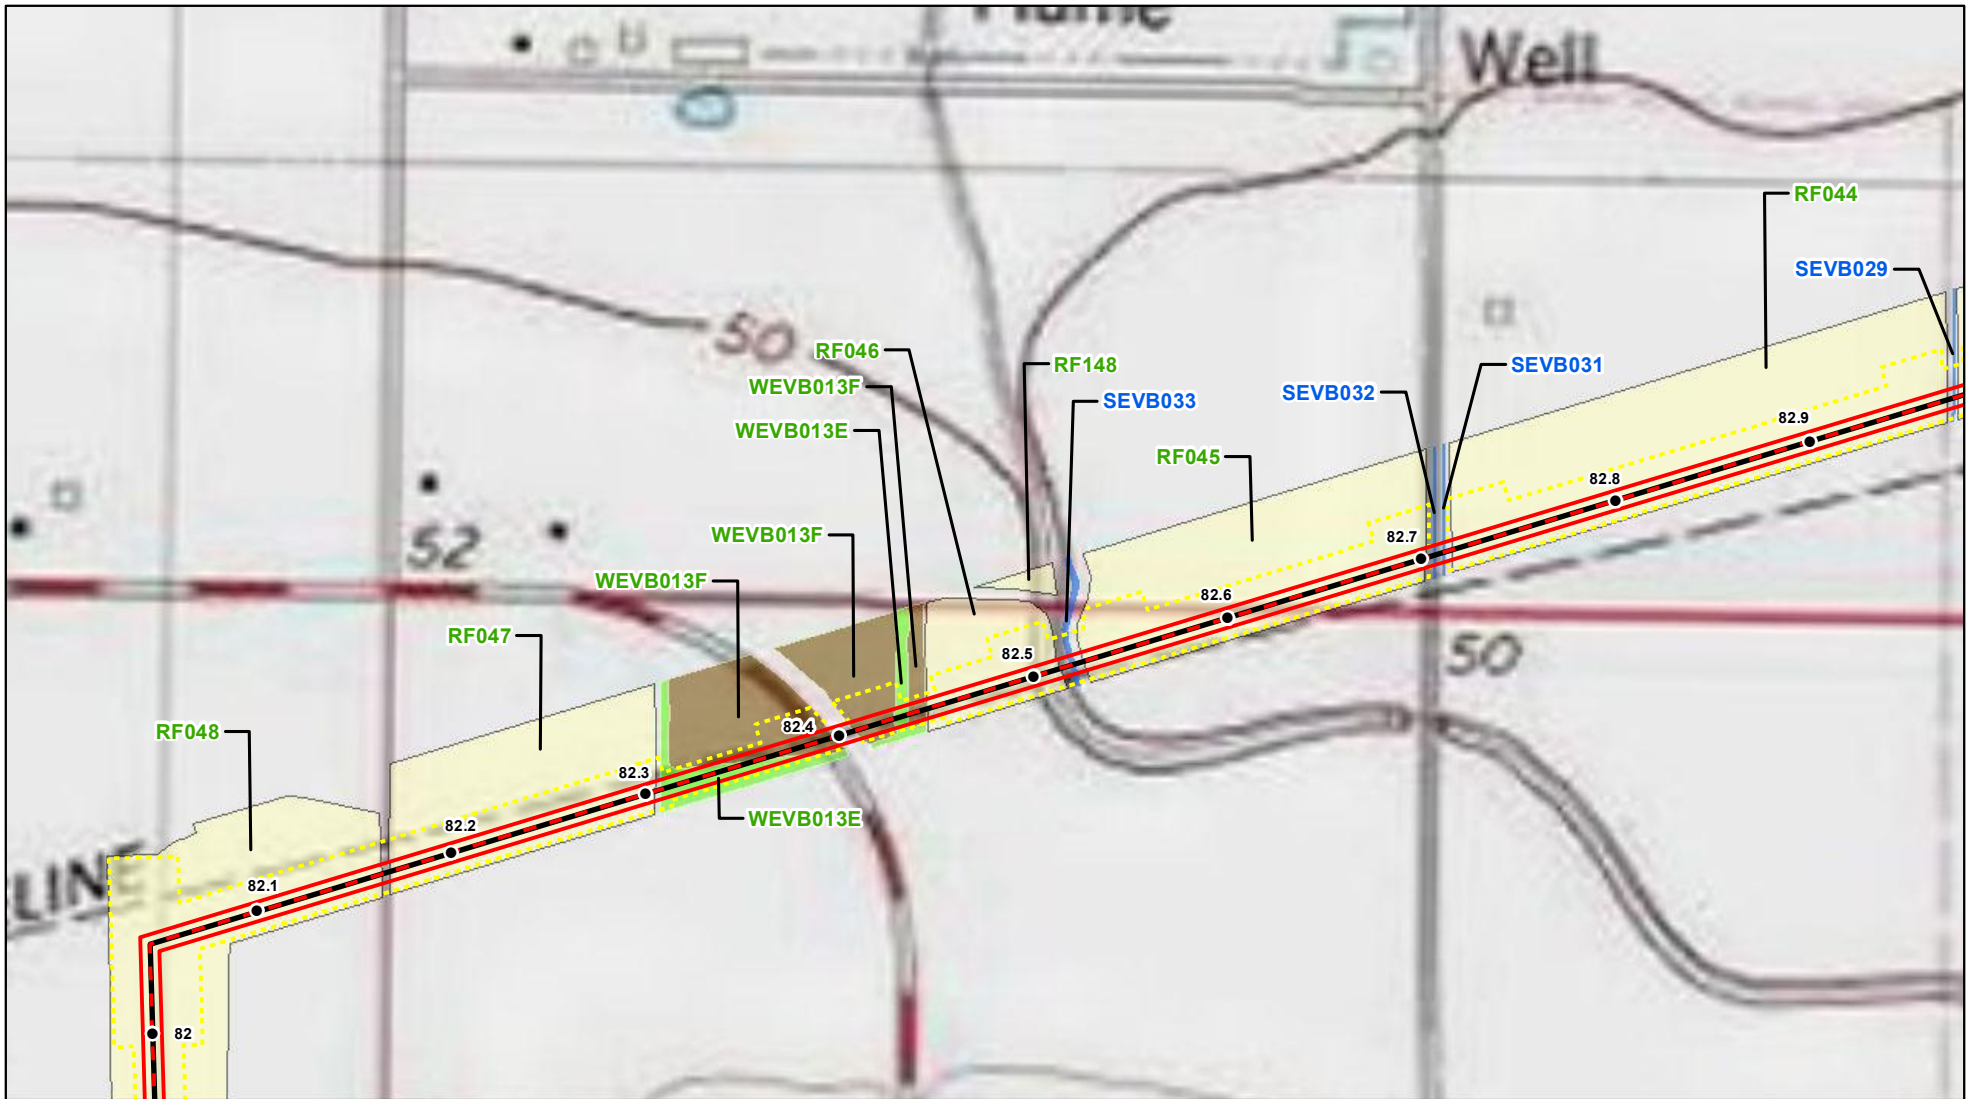 Well
RF044
SEVB029
50
RF046
RF148
WEVB013F
SEVB033
SEVB032
SEVB031
WEVB013E
RF045
82.9
82.8
52
WEVB013F
82.7
WEVB013F
82.6
RF047
82.5
50
RF048
82.4
82.3
WEVB013E
82.2
82.1
LINE
82